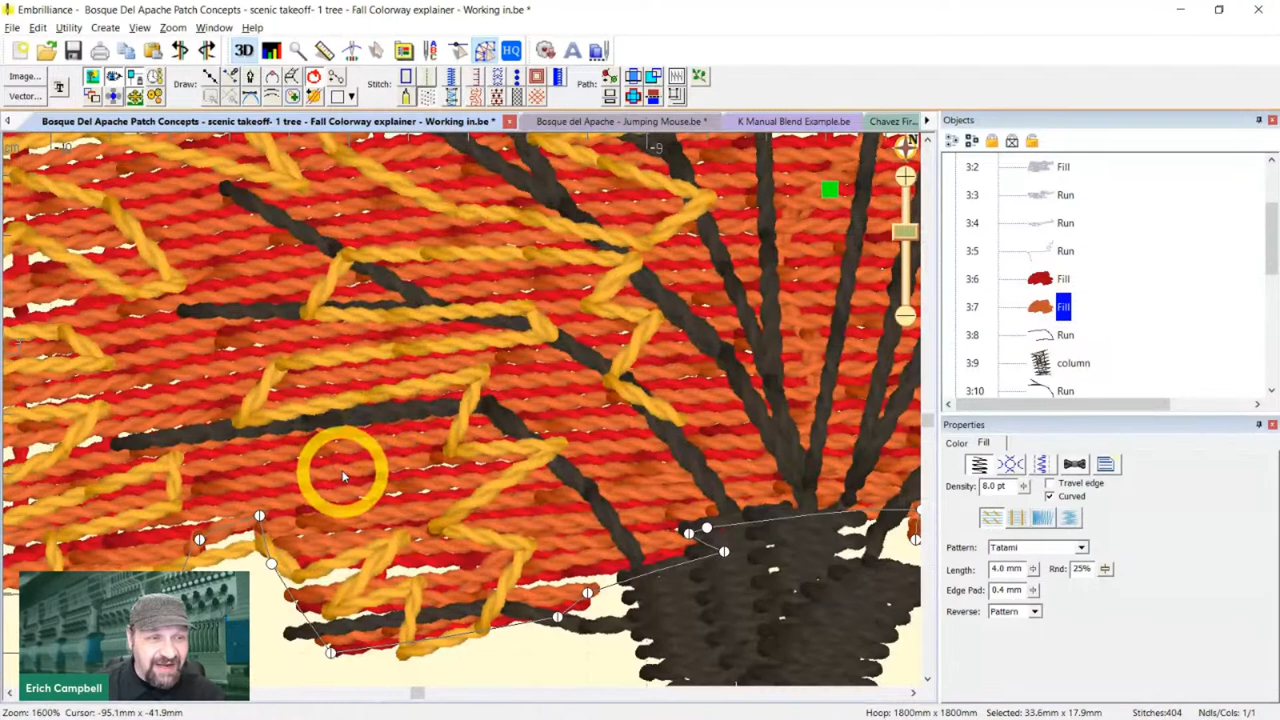 Embrilliance - Bosque Del Apache Patch Concepts - scenic takeoff- 1 tree - Fall Colorway explainer - Working in.be *
File Edit Utility Create View Zoom Window Help
3D HQ
Image... Draw: Stitch: Path:
Vector...
Bosque Del Apache Patch Concepts - scenic takeoff- 1 tree - Fall Colorway explainer - Working in.be *
Bosque del Apache - Jumping Mouse.be *
K Manual Blend Example.be
Chavez Fir...
-9
N
Objects
3:2 Fill
3:3 Run
3:4 Run
3:5 Run
3:6 Fill
3:7 Fill
3:8 Run
3:9 column
3:10 Run
Properties
Color Fill
Density: 8.0 pt Travel edge
Curved
Pattern: Tatami
Length: 4.0 mm Rnd: 25%
Edge Pad: 0.4 mm
Reverse: Pattern
Erich Campbell
Zoom: 1600% Cursor: -95.1mm x -41.9mm
Hoop: 1800mm x 1800mm Selected: 33.6mm x 17.9mm Stitches:404 Ndls/Cols: 1/1